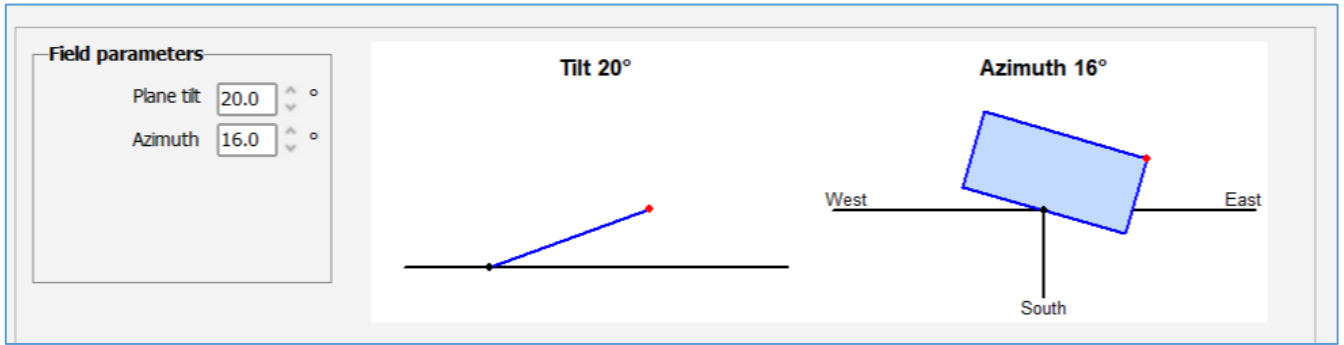 Field parameters
Plane tilt 20.0 °
Azimuth 16.0 °
Tilt 20°
Azimuth 16°
West
East
South